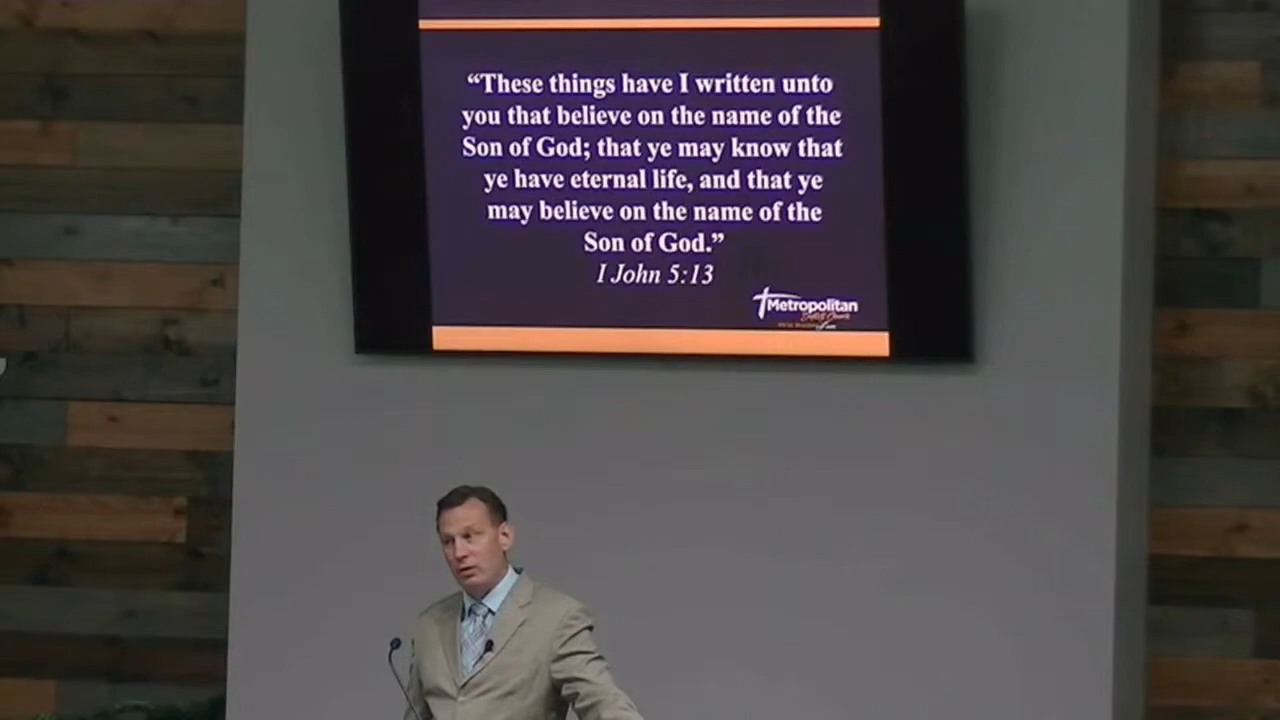 “These things have I written unto
you that believe on the name of the
Son of God; that ye may know that
ye have eternal life, and that ye
may believe on the name of the
Son of God.”
I John 5:13
Metropolitan
Baptist Church